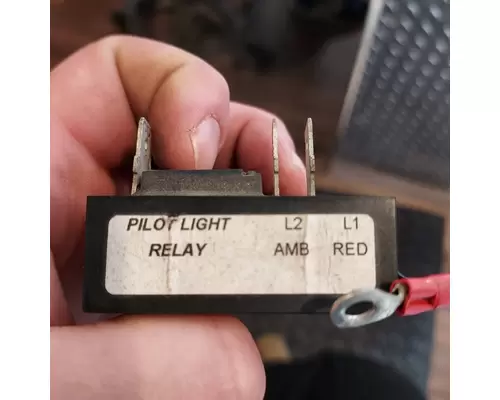 PILOT LIGHT L2 L1
RELAY AMB RED